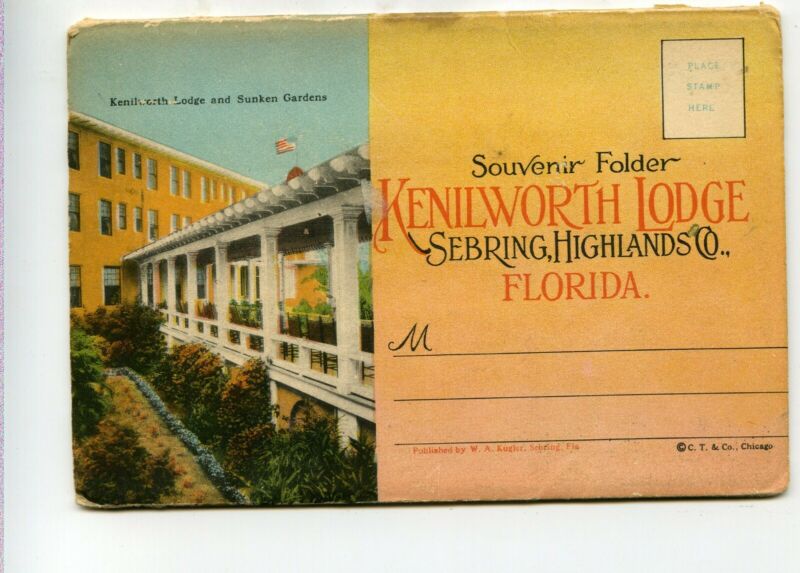 Kenilworth Lodge and Sunken Gardens
PLACE
STAMP
HERE
Souvenir Folder
KENILWORTH LODGE
SEBRING, HIGHLANDS CO.,
FLORIDA.
M
Published by W. A. Kugler, Sebring, Fla
© C. T. & Co., Chicago